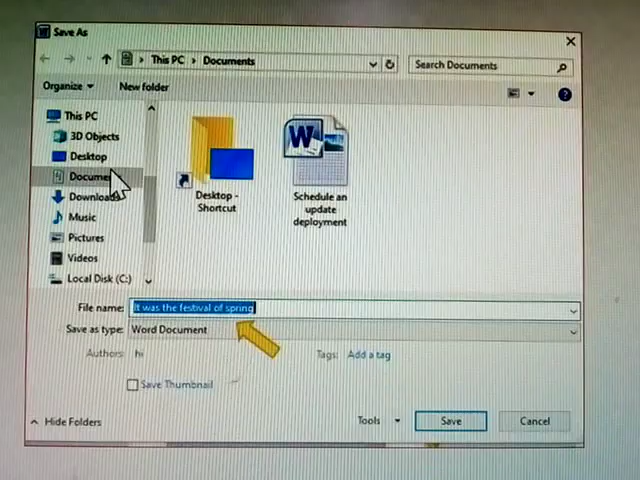 Save As
This PC > Documents
Search Documents
Organize
New folder
This PC
3D Objects
Desktop
Downloads
Music
Pictures
Videos
Local Disk (C:)
Desktop -
Shortcut
W
Schedule an
update
deployment
File name: It was the festival of spring
Save as type: Word Document
Authors: hi
Tags: Add a tag
Save Thumbnail
Hide Folders
Tools
Save
Cancel